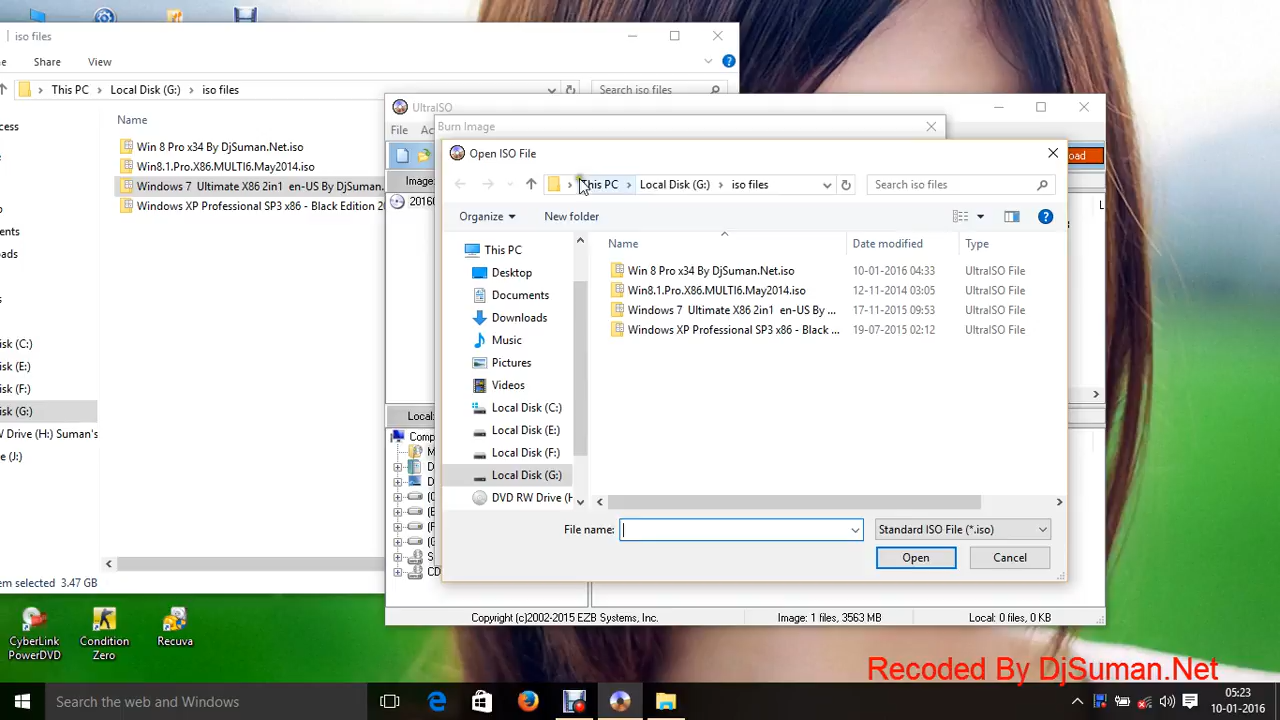 iso files
Share
View
This PC
Local Disk (G:)
iso files
Search iso files
Name
Win 8 Pro x34 By DjSuman.Net.iso
Win8.1.Pro.X86.MULTI6.May2014.iso
Windows 7 Ultimate X86 2in1 en-US By DjSuman.
Windows XP Professional SP3 x86 - Black Edition 2
sk (C:)
sk (E:)
sk (F:)
sk (G:)
W Drive (H:) Suman's
e (J:)
em selected 3.47 GB
UltraISO
File
Ac
oad
Image:
2016
Local:
Comp
Burn Image
Open ISO File
This PC
Local Disk (G:)
iso files
Search iso files
Organize
New folder
This PC
Desktop
Documents
Downloads
Music
Pictures
Videos
Local Disk (C:)
Local Disk (E:)
Local Disk (F:)
Local Disk (G:)
DVD RW Drive (H
Name
Date modified
Type
Win 8 Pro x34 By DjSuman.Net.iso 10-01-2016 04:33 UltraISO File
Win8.1.Pro.X86.MULTI6.May2014.iso 12-11-2014 03:05 UltraISO File
Windows 7 Ultimate X86 2in1 en-US By ... 17-11-2015 09:53 UltraISO File
Windows XP Professional SP3 x86 - Black ... 19-07-2015 02:12 UltraISO File
File name:
Standard ISO File (*.iso)
Open
Cancel
Copyright (c)2002-2015 EZB Systems, Inc.
Image: 1 files, 3563 MB
Local: 0 files, 0 KB
CyberLink PowerDVD
Condition Zero
Recuva
Recoded By DjSuman.Net
Search the web and Windows
05:23
10-01-2016